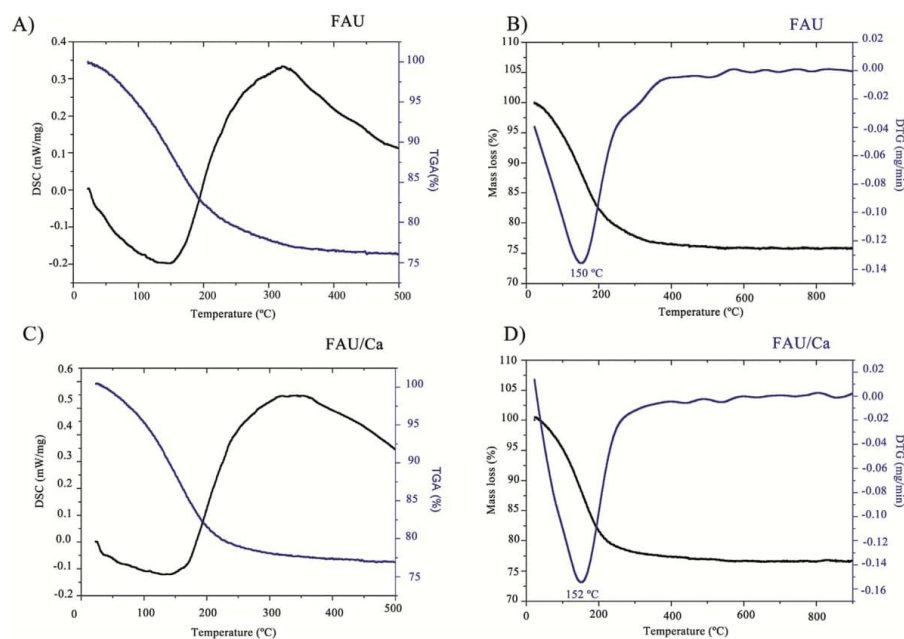 A) FAU
0.4
0.3
0.2
0.1
0.0
-0.1
-0.2
DSC (mW/mg)
100
95
90
85
80
75
TGA(%)
0 100 200 300 400 500
Temperature (ºC)
B) FAU
110
105
100
95
90
85
80
75
70
Mass loss (%)
0.02
0.00
-0.02
-0.04
-0.06
-0.08
-0.10
-0.12
-0.14
DTG (mg/min)
150 ºC
0 200 400 600 800
Temperature (ºC)
C) FAU/Ca
0.6
0.5
0.4
0.3
0.2
0.1
0.0
-0.1
-0.2
DSC (mW/mg)
100
95
90
85
80
75
TGA (%)
0 100 200 300 400 500
Temperature (ºC)
D) FAU/Ca
110
105
100
95
90
85
80
75
70
Mass loss (%)
0.02
0.00
-0.02
-0.04
-0.06
-0.08
-0.10
-0.12
-0.14
-0.16
DTG (mg/min)
152 ºC
0 200 400 600 800
Temperature (ºC)